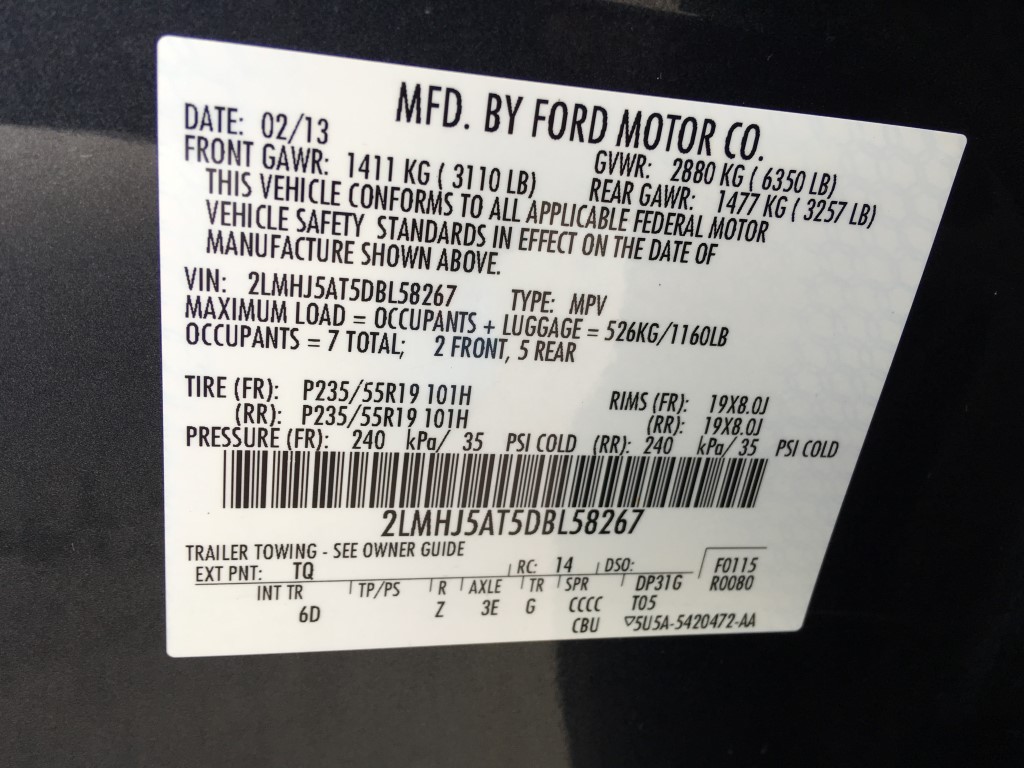 MFD. BY FORD MOTOR CO.
DATE: 02/13 GVWR: 2880 KG ( 6350 LB)
FRONT GAWR: 1411 KG ( 3110 LB) REAR GAWR: 1477 KG ( 3257 LB)
THIS VEHICLE CONFORMS TO ALL APPLICABLE FEDERAL MOTOR
VEHICLE SAFETY STANDARDS IN EFFECT ON THE DATE OF
MANUFACTURE SHOWN ABOVE.
VIN: 2LMHJ5AT5DBL58267 TYPE: MPV
MAXIMUM LOAD = OCCUPANTS + LUGGAGE = 526KG/1160LB
OCCUPANTS = 7 TOTAL; 2 FRONT, 5 REAR
TIRE (FR): P235/55R19 101H RIMS (FR): 19X8.0J
(RR): P235/55R19 101H (RR): 19X8.0J
PRESSURE (FR): 240 kPa/ 35 PSI COLD (RR): 240 kPa/ 35 PSI COLD
2LMHJ5AT5DBL58267
TRAILER TOWING - SEE OWNER GUIDE
EXT PNT: TQ RC: 14 DSO: F0115
INT TR TP/PS R AXLE TR SPR DP31G R0080
6D Z 3E G CCCC T05
CBU ▽5U5A-5420472-AA